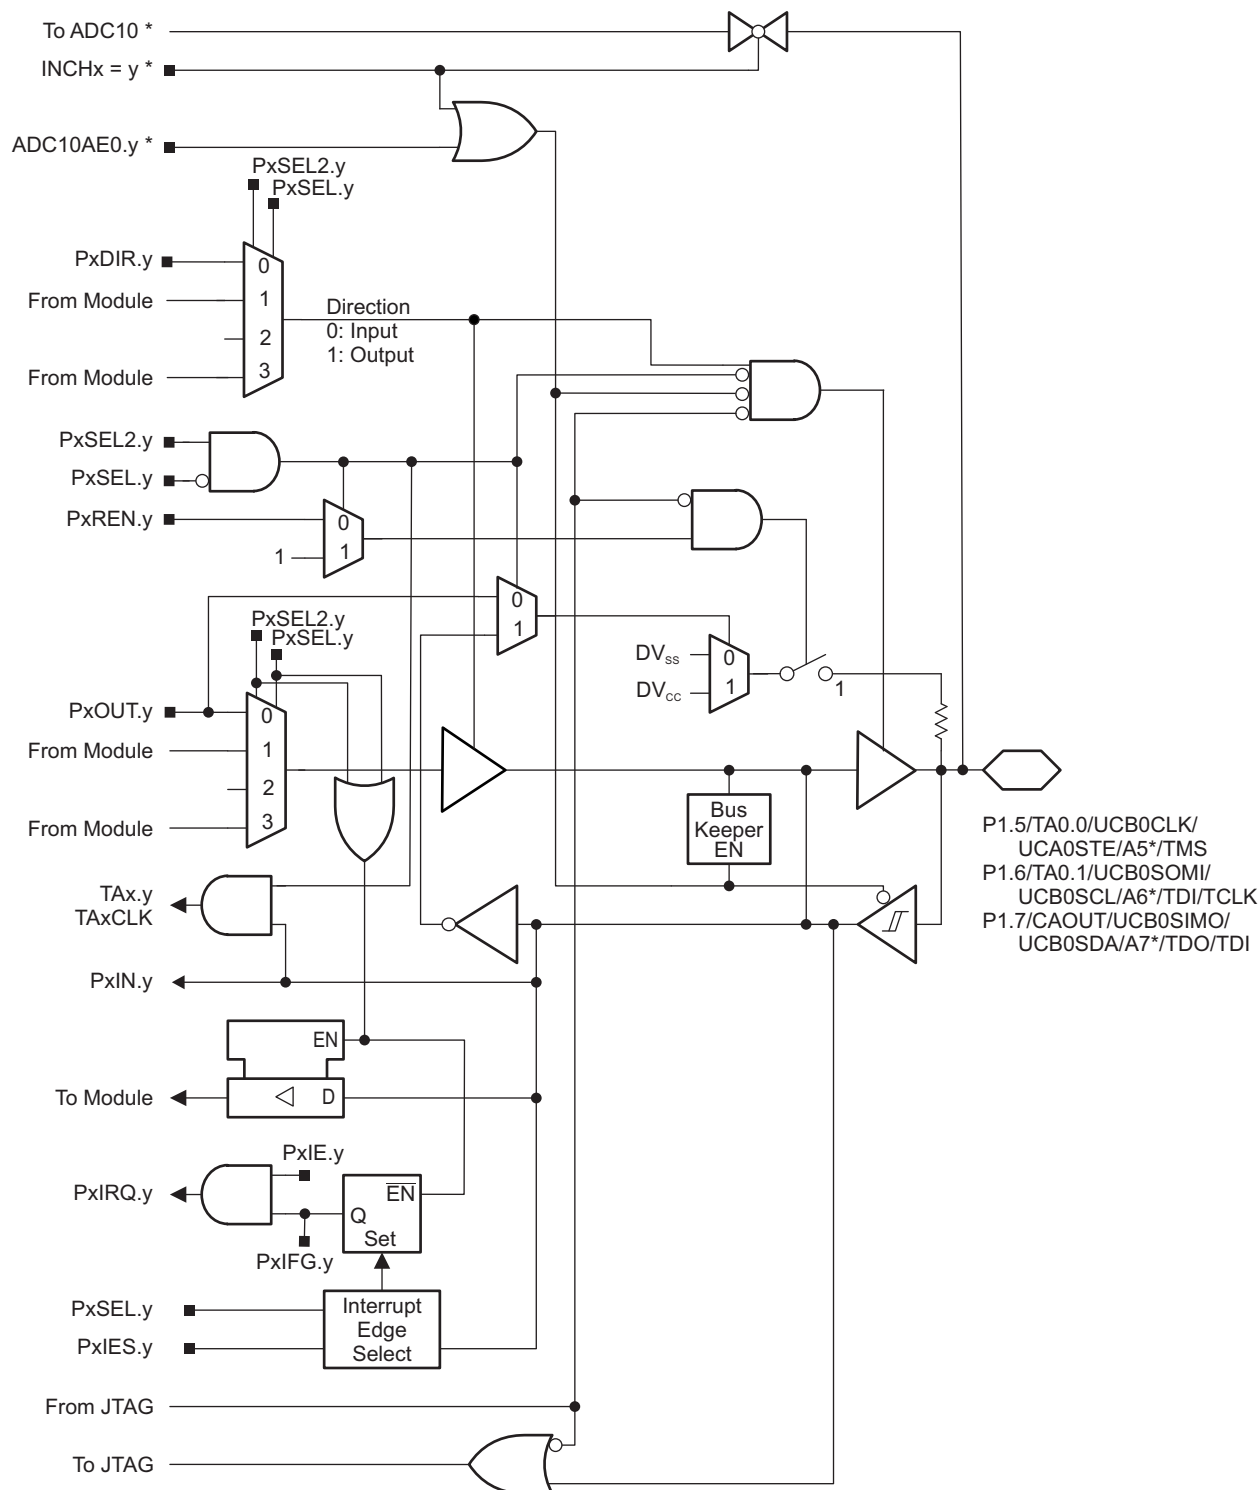 To ADC10 *
INCHx = y *
ADC10AE0.y *
PxSEL2.y
PxSEL.y
PxDIR.y
0
From Module
1
2
From Module
3
Direction
0: Input
1: Output
PxSEL2.y
PxSEL.y
PxREN.y
0
1
1
0
1
PxSEL2.y
PxSEL.y
DVSS
0
DVCC
1
1
PxOUT.y
0
From Module
1
2
From Module
3
Bus
Keeper
EN
P1.5/TA0.0/UCB0CLK/
UCA0STE/A5*/TMS
P1.6/TA0.1/UCB0SOMI/
UCB0SCL/A6*/TDI/TCLK
P1.7/CAOUT/UCB0SIMO/
UCB0SDA/A7*/TDO/TDI
TAx.y
TAxCLK
PxIN.y
EN
To Module
D
PxIE.y
PxIRQ.y
EN
Q
Set
PxIFG.y
PxSEL.y
PxIES.y
Interrupt
Edge
Select
From JTAG
To JTAG